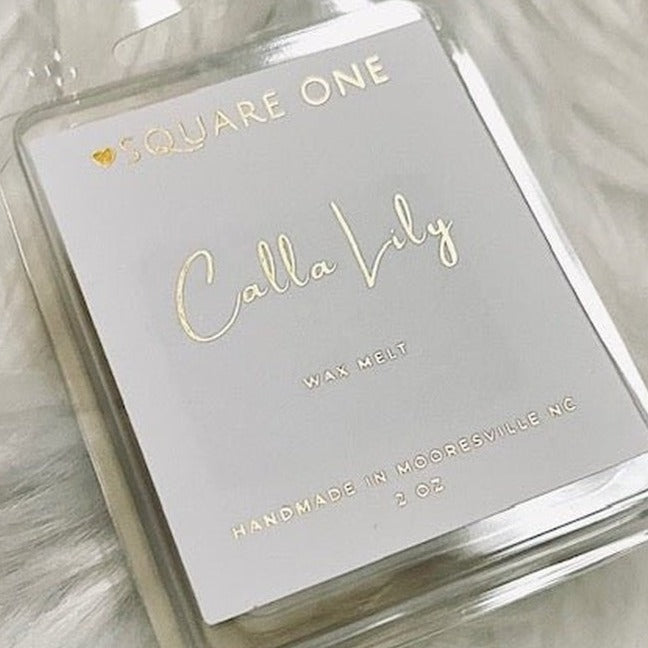 SQUARE ONE
Calla Lily
WAX MELT
HANDMADE IN MOORESVILLE NC
2 OZ